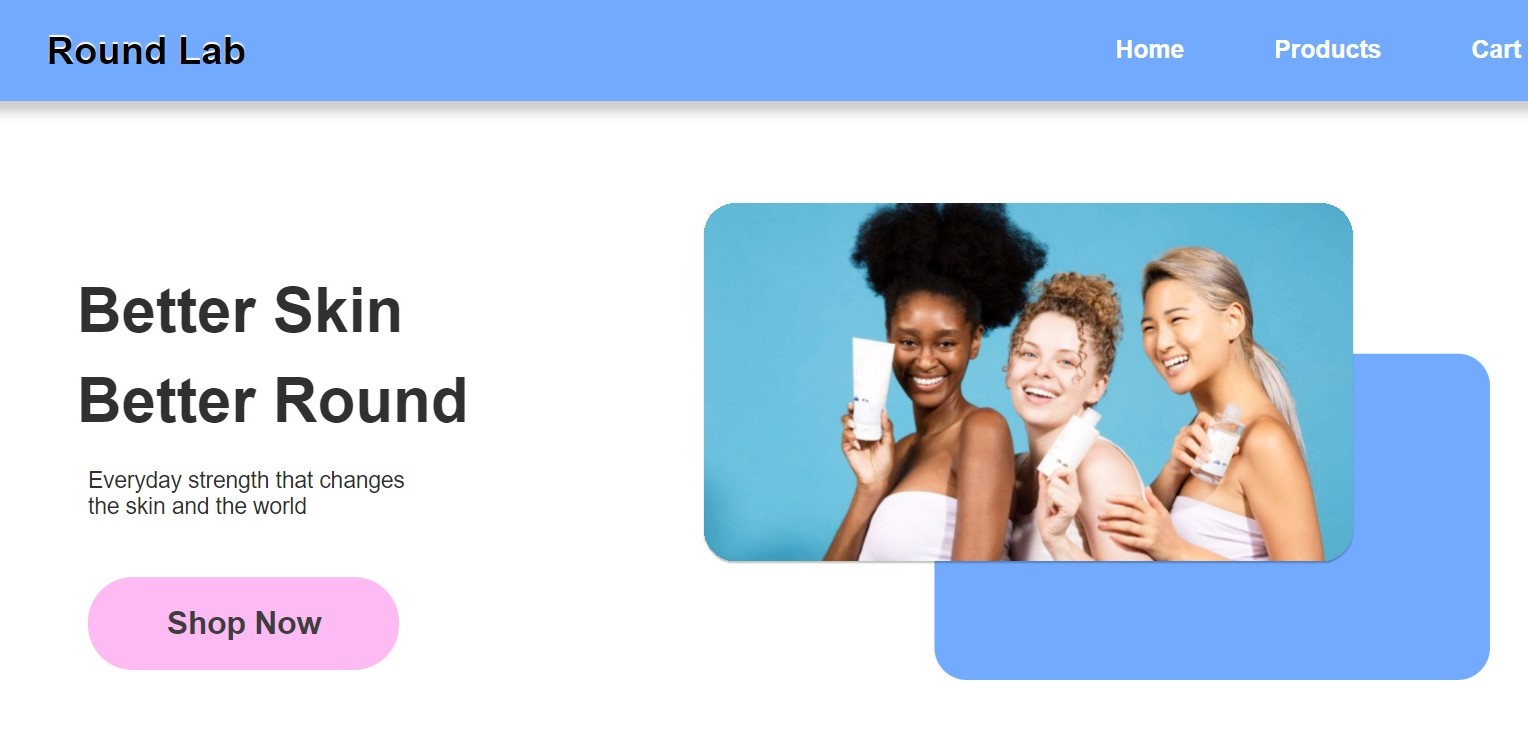 Round Lab
Home Products Cart
Better Skin
Better Round
Everyday strength that changes
the skin and the world
Shop Now